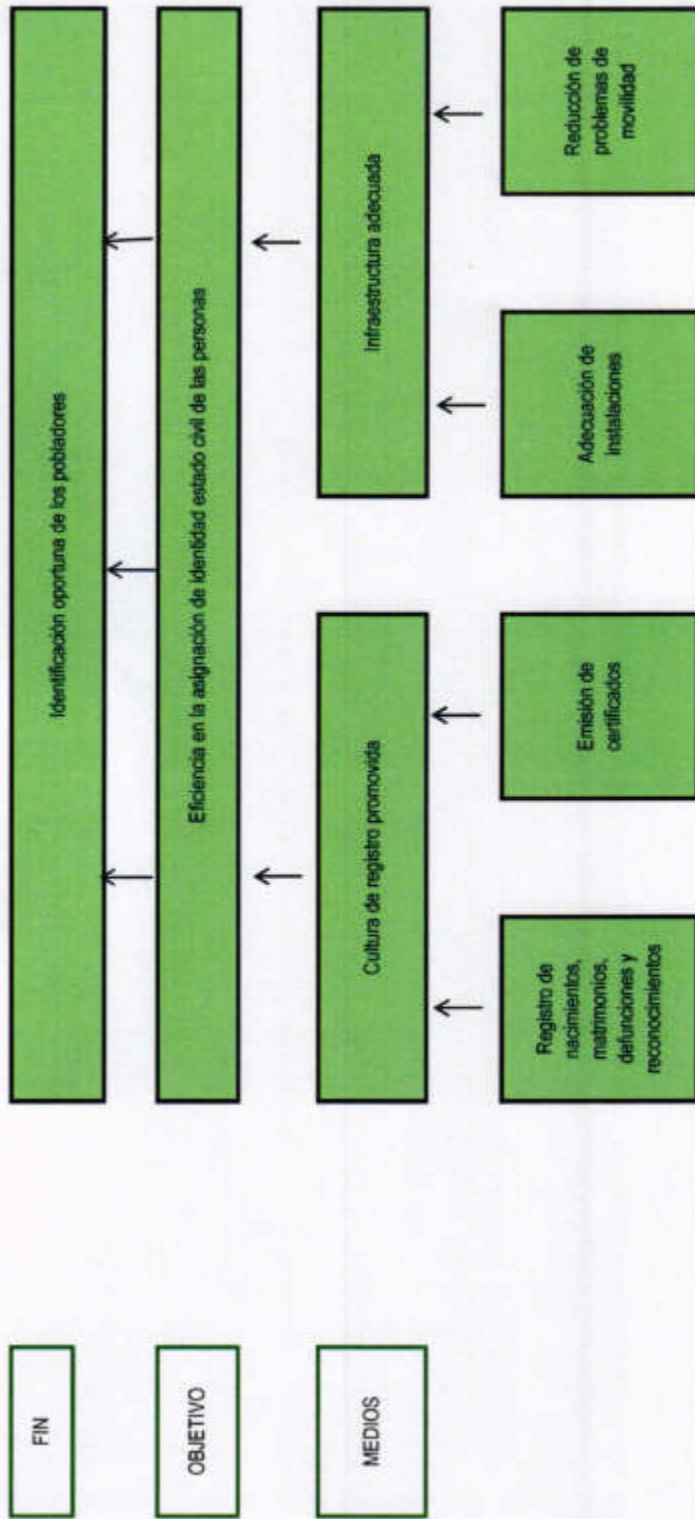 FIN
Identificación oportuna de los pobladores
OBJETIVO
Eficiencia en la asignación de identidad estado civil de las personas
MEDIOS
Cultura de registro promovida
Infraestructura adecuada
Registro de
nacimientos,
matrimonios,
defunciones y
reconocimientos
Emisión de
certificados
Adecuación de
instalaciones
Reducción de
problemas de
movilidad